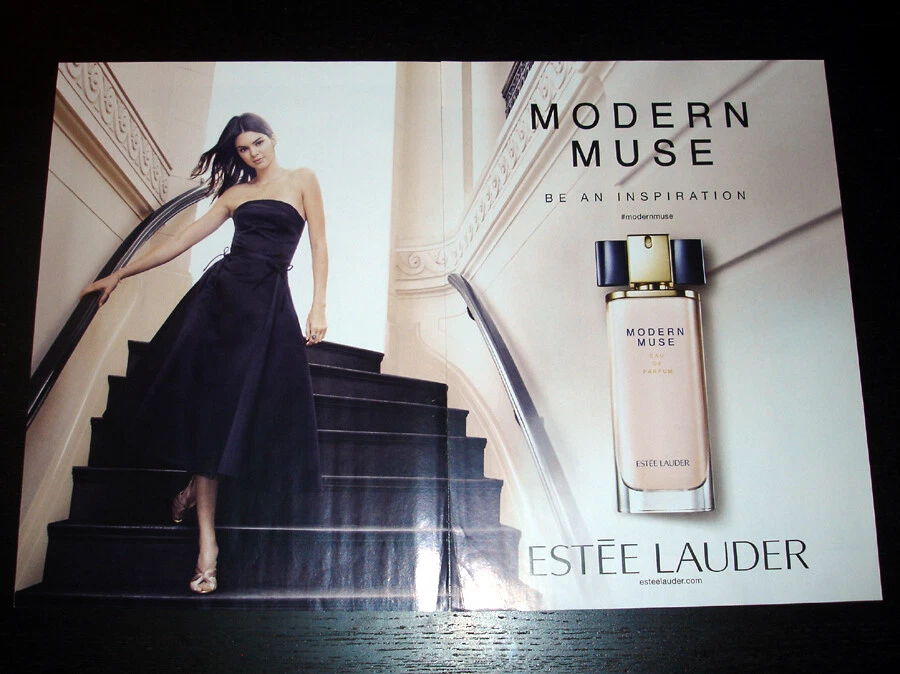 MODERN
MUSE
BE AN INSPIRATION
#modernmuse
MODERN
MUSE
EAU
DE
PARFUM
ESTĒE LAUDER
ESTĒE LAUDER
esteelauder.com